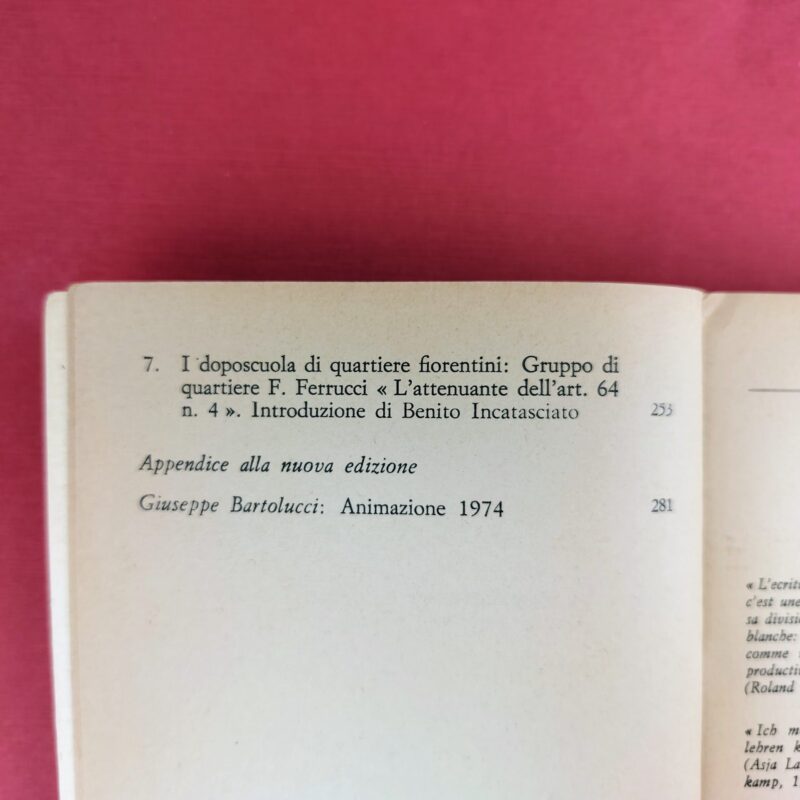 7. I doposcuola di quartiere fiorentini: Gruppo di
quartiere F. Ferrucci « L'attenuante dell'art. 64
n. 4 ». Introduzione di Benito Incatasciato 253
Appendice alla nuova edizione
Giuseppe Bartolucci: Animazione 1974 281
« L'ecrit
c'est une
sa divisi
blanche:
comme
producti
(Roland
« Ich m
lehren k
(Asja La
kamp, 1